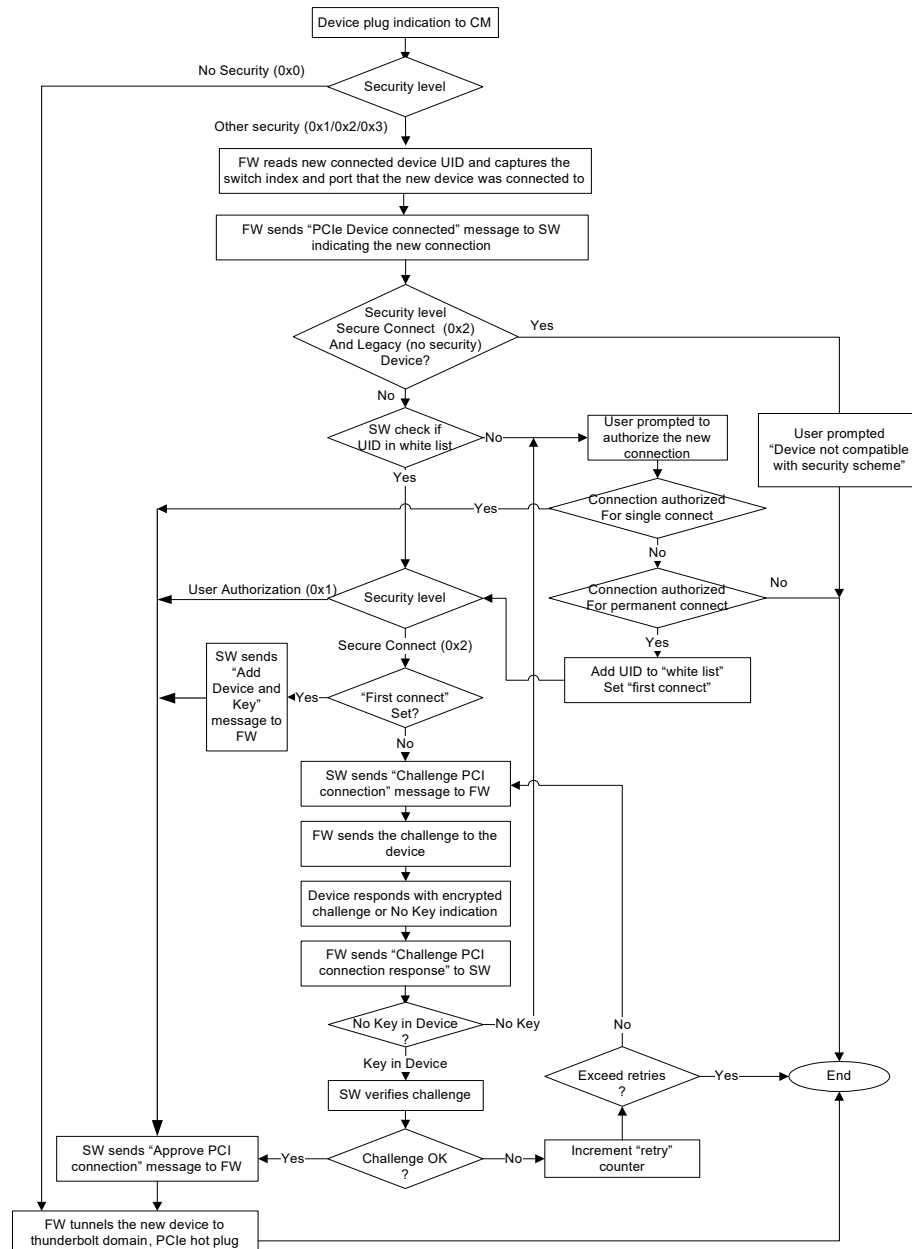 Device plug indication to CM
No Security (0x0)
Security level
Other security (0x1/0x2/0x3)
FW reads new connected device UID and captures the
switch index and port that the new device was connected to
FW sends “PCIe Device connected” message to SW
indicating the new connection
Security level
Secure Connect (0x2)
And Legacy (no security)
Device?
Yes
No
SW check if
UID in white list
No
User prompted to
authorize the new
connection
User prompted
“Device not compatible
with security scheme”
Yes
Connection authorized
For single connect
Yes
No
User Authorization (0x1)
Security level
Connection authorized
For permanent connect
No
Yes
Secure Connect (0x2)
Add UID to “white list”
Set “first connect”
SW sends
“Add
Device and
Key”
message to
FW
Yes
“First connect”
Set?
No
SW sends “Challenge PCI
connection” message to FW
FW sends the challenge to the
device
Device responds with encrypted
challenge or No Key indication
FW sends “Challenge PCI
connection response” to SW
No Key in Device
?
No Key
No
Key in Device
Exceed retries
?
Yes
End
SW verifies challenge
SW sends “Approve PCI
connection” message to FW
Yes
Challenge OK
?
No
Increment “retry”
counter
FW tunnels the new device to
thunderbolt domain, PCIe hot plug